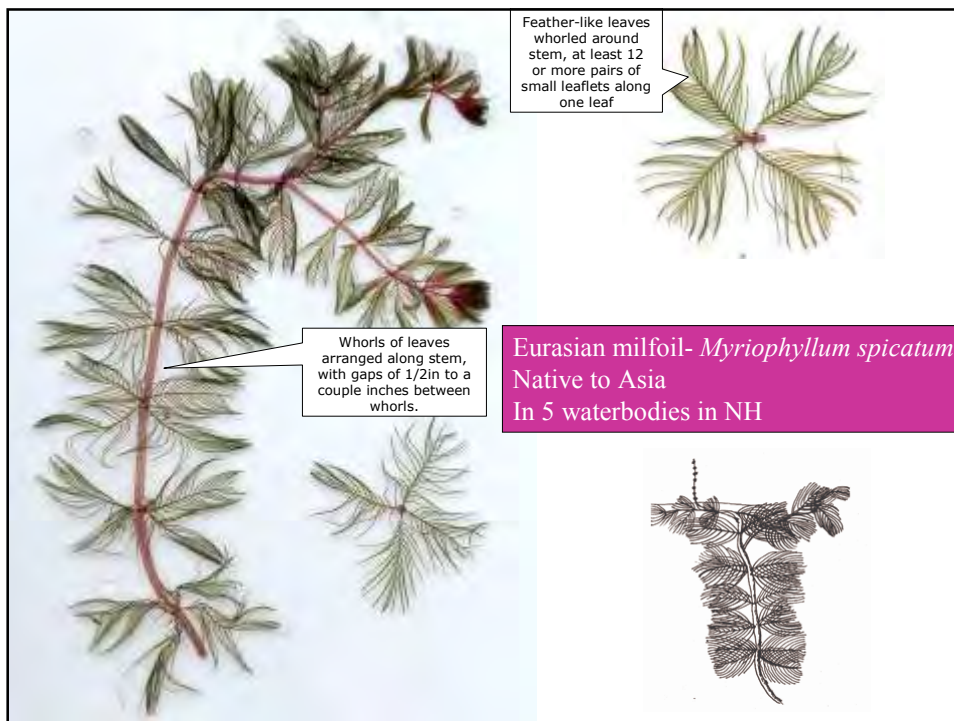 Feather-like leaves
whorled around
stem, at least 12
or more pairs of
small leaflets along
one leaf
Whorls of leaves
arranged along stem,
with gaps of 1/2in to a
couple inches between
whorls.
Eurasian milfoil- Myriophyllum spicatum
Native to Asia
In 5 waterbodies in NH